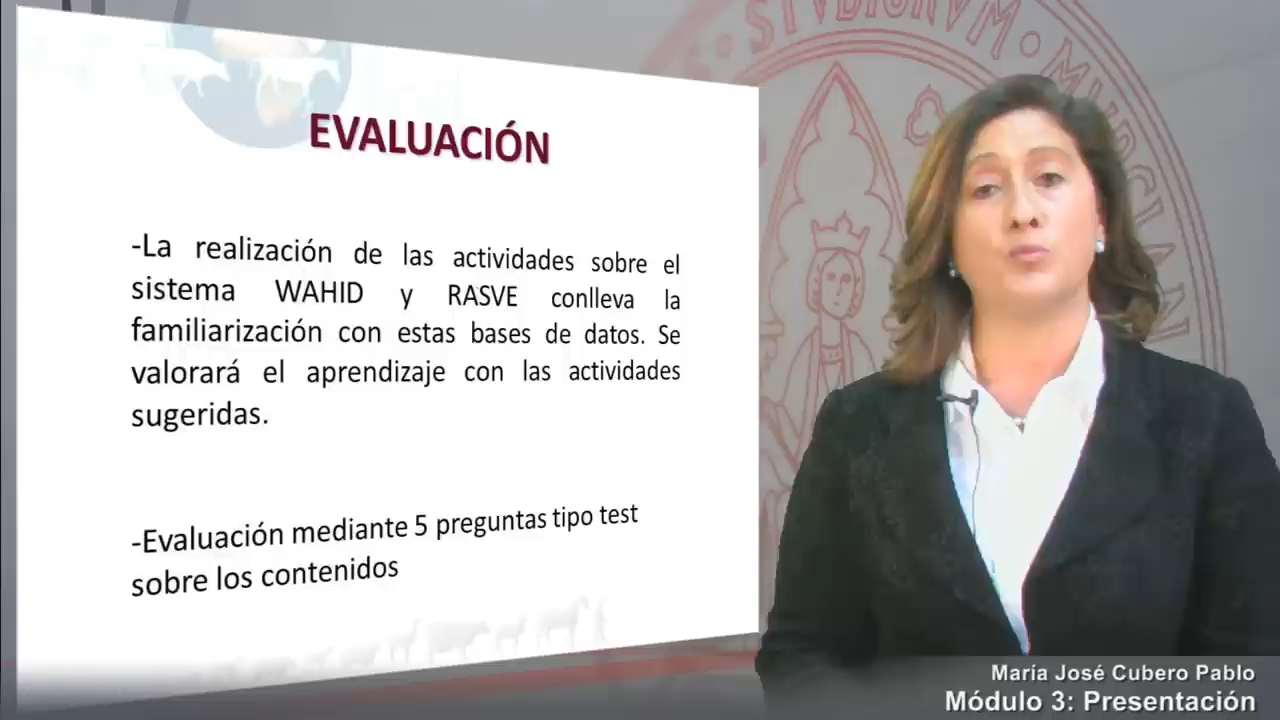 STVDIORVM
EVALUACIÓN
-La realización de las actividades sobre el
sistema WAHID y RASVE conlleva la
familiarización con estas bases de datos. Se
valorará el aprendizaje con las actividades
sugeridas.
-Evaluación mediante 5 preguntas tipo test
sobre los contenidos
María José Cubero Pablo
Módulo 3: Presentación